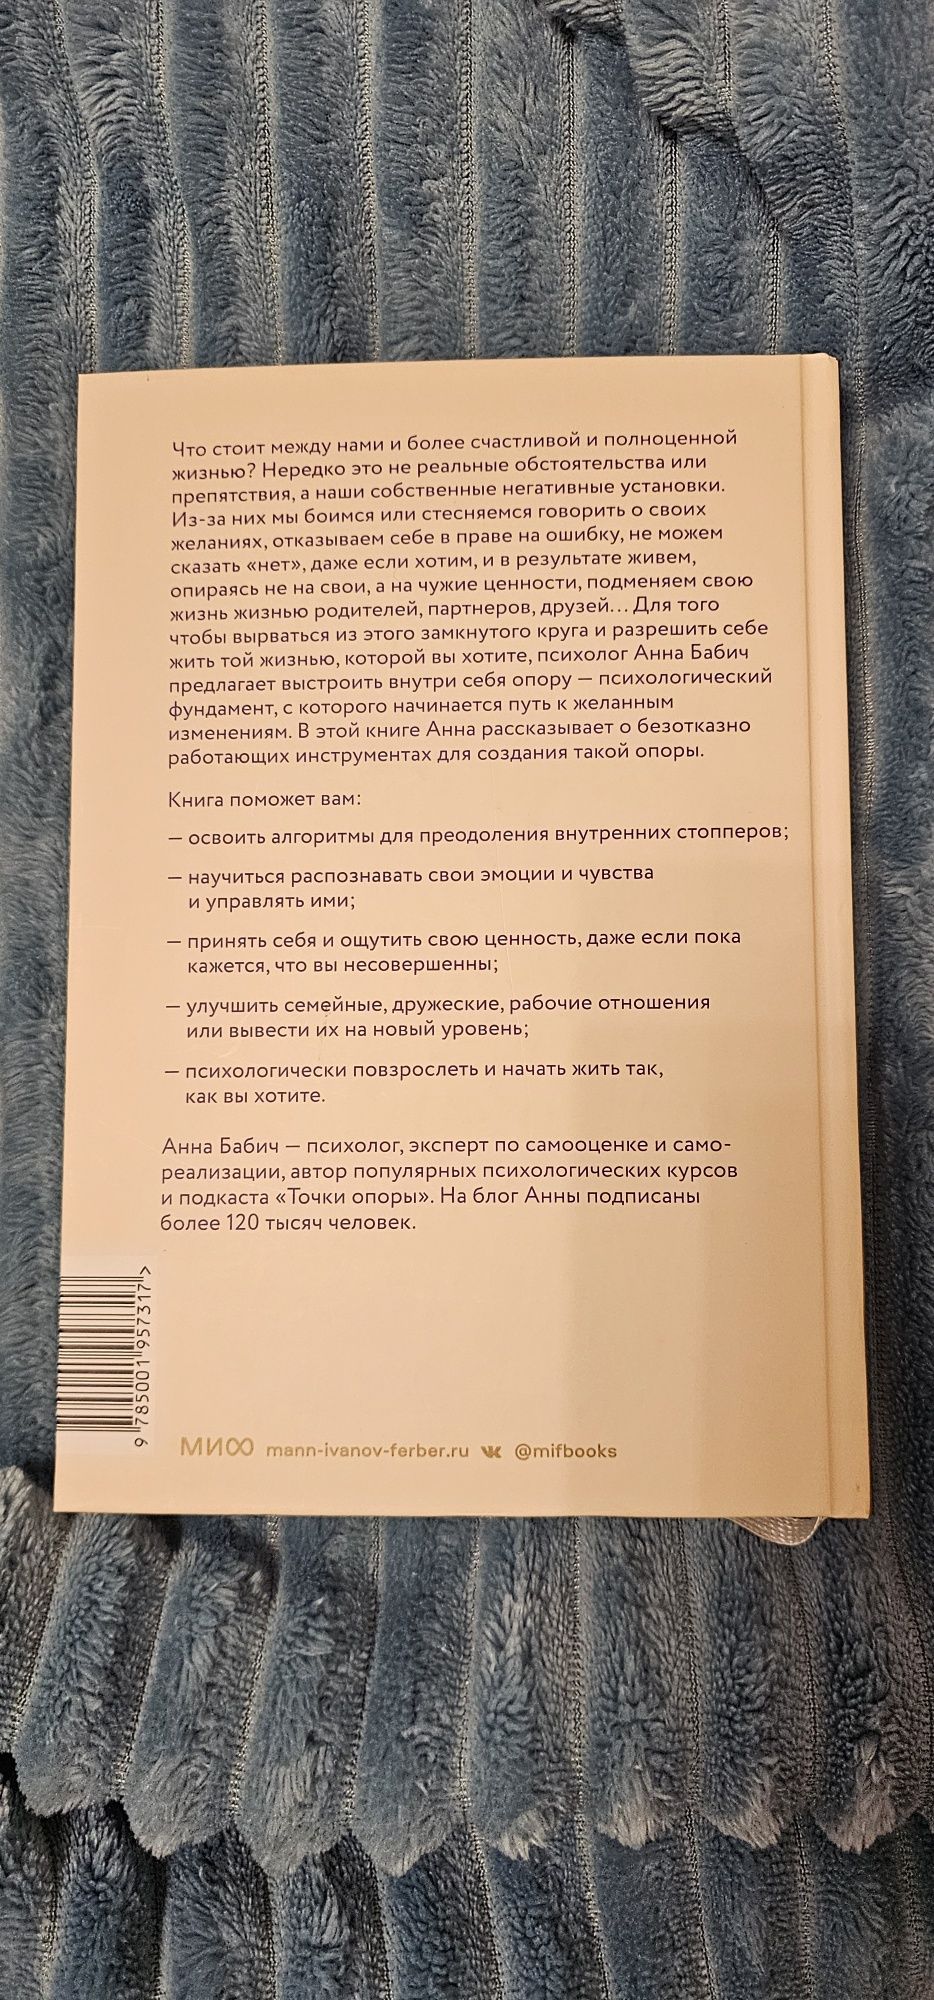 Что стоит между нами и более счастливой и полноценной
жизнью? Нередко это не реальные обстоятельства или
препятствия, а наши собственные негативные установки.
Из-за них мы боимся или стесняемся говорить о своих
желаниях, отказываем себе в праве на ошибку, не можем
сказать «нет», даже если хотим, и в результате живем,
опираясь не на свои, а на чужие ценности, подменяем свою
жизнь жизнью родителей, партнеров, друзей... Для того
чтобы вырваться из этого замкнутого круга и разрешить себе
жить той жизнью, которой вы хотите, психолог Анна Бабич
предлагает выстроить внутри себя опору — психологический
фундамент, с которого начинается путь к желанным
изменениям. В этой книге Анна рассказывает о безотказно
работающих инструментах для создания такой опоры.
Книга поможет вам:
— освоить алгоритмы для преодоления внутренних стопперов;
— научиться распознавать свои эмоции и чувства
и управлять ими;
— принять себя и ощутить свою ценность, даже если пока
кажется, что вы несовершенны;
— улучшить семейные, дружеские, рабочие отношения
или вывести их на новый уровень;
— психологически повзрослеть и начать жить так,
как вы хотите.
Анна Бабич — психолог, эксперт по самооценке и само-
реализации, автор популярных психологических курсов
и подкаста «Точки опоры». На блог Анны подписаны
более 120 тысяч человек.
9 785001 957317 >
МИФ mann-ivanov-ferber.ru @mifbooks